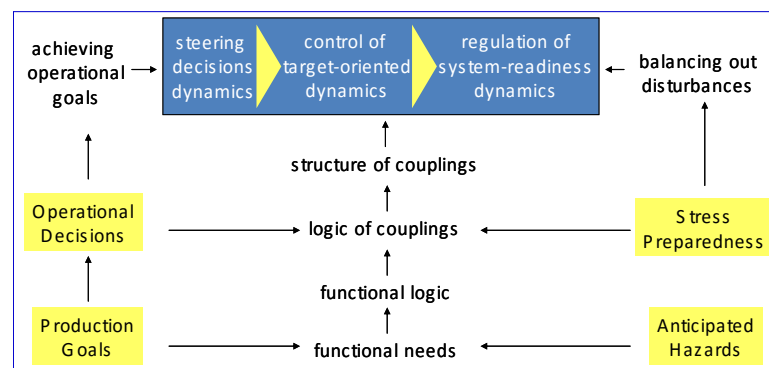 achieving
operational
goals
steering
decisions
dynamics
control of
target-oriented
dynamics
regulation of
system-readiness
dynamics
balancing out
disturbances
structure of couplings
Operational
Decisions
logic of couplings
Stress
Preparedness
functional logic
Production
Goals
functional needs
Anticipated
Hazards